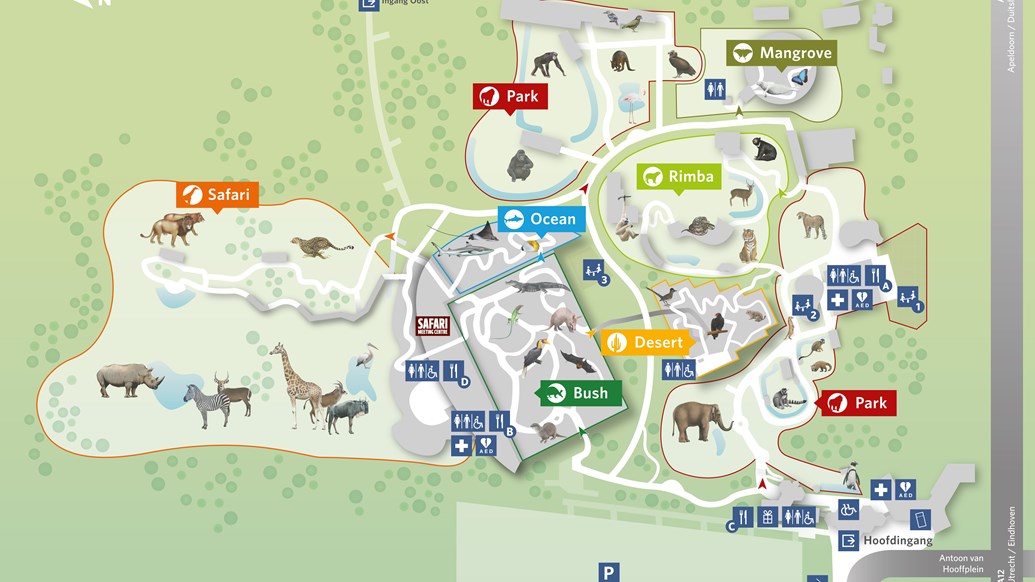 N
Ingang Oost
Apeldoorn / Duits
Mangrove
Park
Rimba
Safari
Ocean
3
A
1
2
SAFARI
MEETING CENTRE
Desert
D
Bush
Park
B
AED
AED
AED
C
Hoofdingang
Antoon van
Hooffplein
P
A12
trecht / Eindhoven